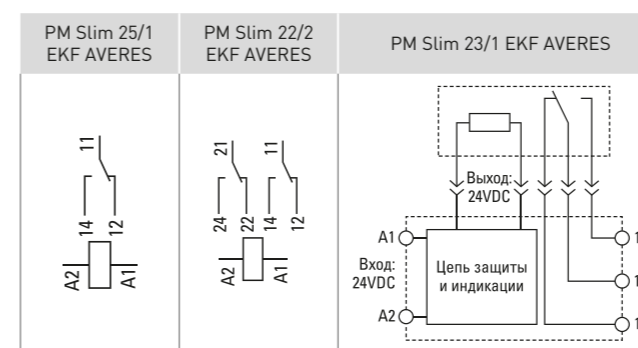 PM Slim 25/1
EKF AVERES
PM Slim 22/2
EKF AVERES
PM Slim 23/1 EKF AVERES
11
14
12
A2
A1
21
11
24
22
14
12
A2
A1
Выход:
24VDC
A1
Вход:
24VDC
A2
Цепь защиты
и индикации